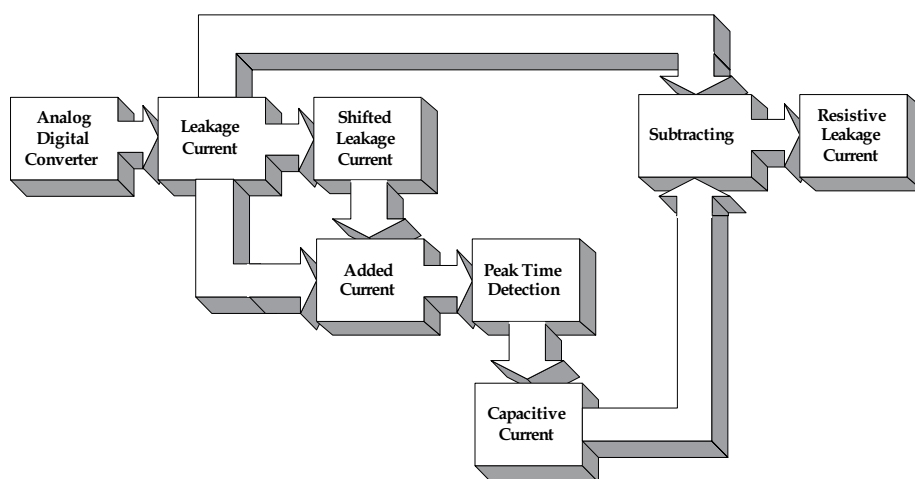 Analog
Digital
Converter
Leakage
Current
Shifted
Leakage
Current
Subtracting
Resistive
Leakage
Current
Added
Current
Peak Time
Detection
Capacitive
Current